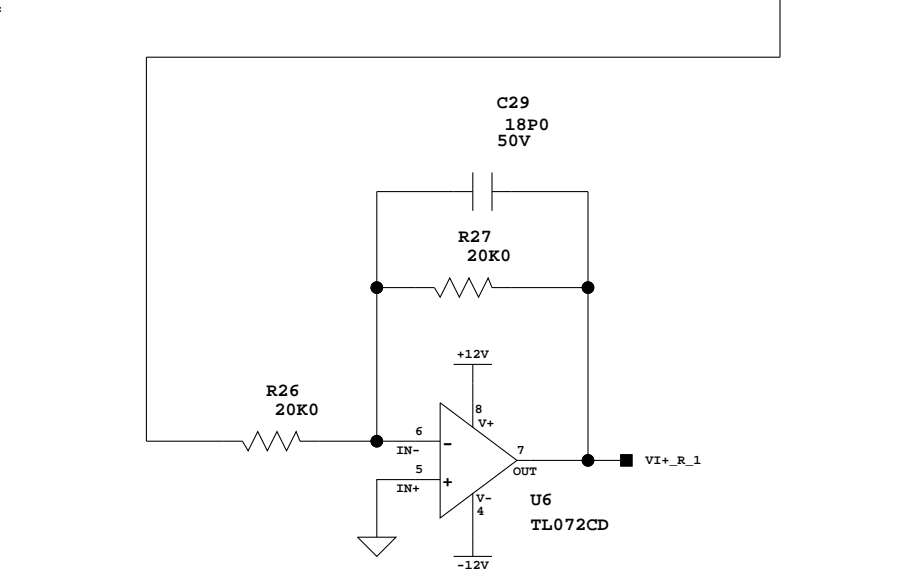 C29
18P0
50V
R27
20K0
+12V
R26
20K0
8
V+
6
IN-
-
7
OUT
VI+_R_1
5
IN+
+
V-
4
U6
TL072CD
-12V